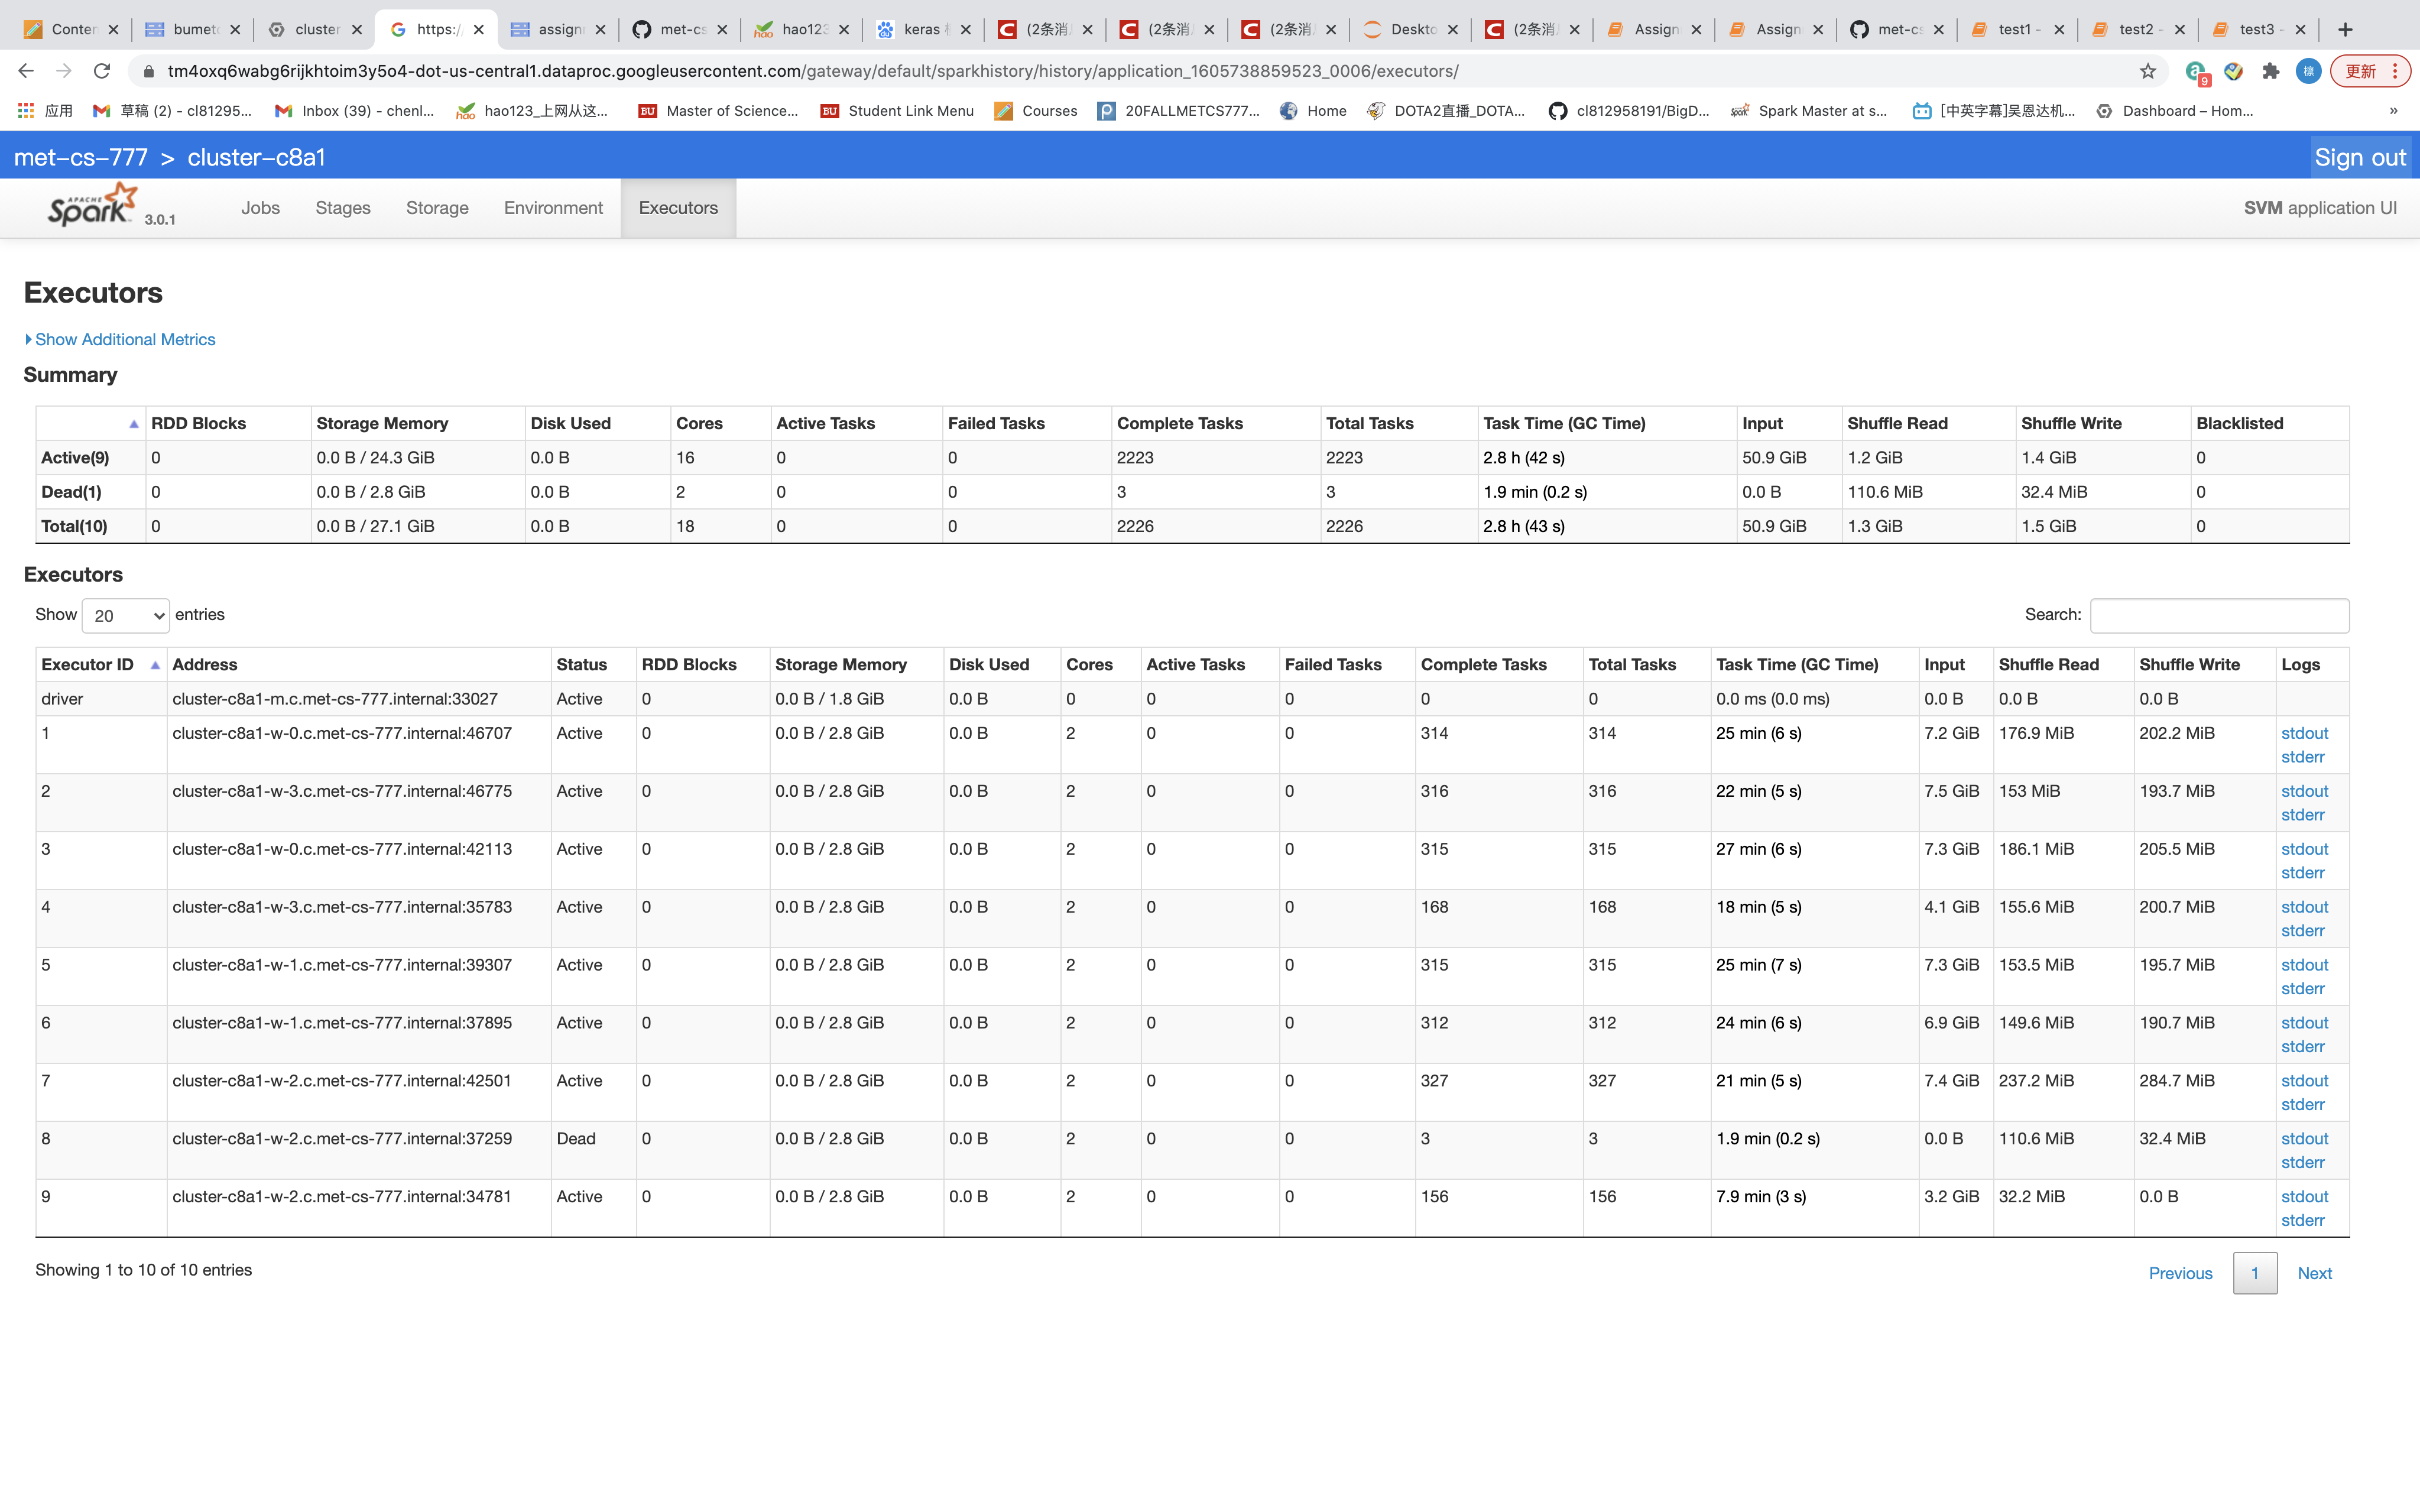 Conten bumetc cluster https:/ assign met-cs hao123 keras (2条消 (2条消 (2条消 Deskto (2条消 Assign Assign met-cs test1 - test2 - test3 -
tm4oxq6wabg6rijkhtoim3y5o4-dot-us-central1.dataproc.googleusercontent.com/gateway/default/sparkhistory/history/application_1605738859523_0006/executors/ 9 更新
应用 草稿 (2) - cl81295... Inbox (39) - chenl... hao123_上网从这... BU Master of Science... BU Student Link Menu Courses P 20FALLMETCS777... Home DOTA2直播_DOTA... cl812958191/BigD... Spark Master at s... [中英字幕]吴恩达机... Dashboard – Hom... »
met-cs-777 > cluster-c8a1 Sign out
APACHE Spark 3.0.1 Jobs Stages Storage Environment Executors SVM application UI
Executors
Show Additional Metrics
Summary
RDD Blocks Storage Memory Disk Used Cores Active Tasks Failed Tasks Complete Tasks Total Tasks Task Time (GC Time) Input Shuffle Read Shuffle Write Blacklisted
Active(9) 0 0.0 B / 24.3 GiB 0.0 B 16 0 0 2223 2223 2.8 h (42 s) 50.9 GiB 1.2 GiB 1.4 GiB 0
Dead(1) 0 0.0 B / 2.8 GiB 0.0 B 2 0 0 3 3 1.9 min (0.2 s) 0.0 B 110.6 MiB 32.4 MiB 0
Total(10) 0 0.0 B / 27.1 GiB 0.0 B 18 0 0 2226 2226 2.8 h (43 s) 50.9 GiB 1.3 GiB 1.5 GiB 0
Executors
Show 20 entries Search:
Executor ID Address Status RDD Blocks Storage Memory Disk Used Cores Active Tasks Failed Tasks Complete Tasks Total Tasks Task Time (GC Time) Input Shuffle Read Shuffle Write Logs
driver cluster-c8a1-m.c.met-cs-777.internal:33027 Active 0 0.0 B / 1.8 GiB 0.0 B 0 0 0 0 0 0.0 ms (0.0 ms) 0.0 B 0.0 B 0.0 B
1 cluster-c8a1-w-0.c.met-cs-777.internal:46707 Active 0 0.0 B / 2.8 GiB 0.0 B 2 0 0 314 314 25 min (6 s) 7.2 GiB 176.9 MiB 202.2 MiB stdout
stderr
2 cluster-c8a1-w-3.c.met-cs-777.internal:46775 Active 0 0.0 B / 2.8 GiB 0.0 B 2 0 0 316 316 22 min (5 s) 7.5 GiB 153 MiB 193.7 MiB stdout
stderr
3 cluster-c8a1-w-0.c.met-cs-777.internal:42113 Active 0 0.0 B / 2.8 GiB 0.0 B 2 0 0 315 315 27 min (6 s) 7.3 GiB 186.1 MiB 205.5 MiB stdout
stderr
4 cluster-c8a1-w-3.c.met-cs-777.internal:35783 Active 0 0.0 B / 2.8 GiB 0.0 B 2 0 0 168 168 18 min (5 s) 4.1 GiB 155.6 MiB 200.7 MiB stdout
stderr
5 cluster-c8a1-w-1.c.met-cs-777.internal:39307 Active 0 0.0 B / 2.8 GiB 0.0 B 2 0 0 315 315 25 min (7 s) 7.3 GiB 153.5 MiB 195.7 MiB stdout
stderr
6 cluster-c8a1-w-1.c.met-cs-777.internal:37895 Active 0 0.0 B / 2.8 GiB 0.0 B 2 0 0 312 312 24 min (6 s) 6.9 GiB 149.6 MiB 190.7 MiB stdout
stderr
7 cluster-c8a1-w-2.c.met-cs-777.internal:42501 Active 0 0.0 B / 2.8 GiB 0.0 B 2 0 0 327 327 21 min (5 s) 7.4 GiB 237.2 MiB 284.7 MiB stdout
stderr
8 cluster-c8a1-w-2.c.met-cs-777.internal:37259 Dead 0 0.0 B / 2.8 GiB 0.0 B 2 0 0 3 3 1.9 min (0.2 s) 0.0 B 110.6 MiB 32.4 MiB stdout
stderr
9 cluster-c8a1-w-2.c.met-cs-777.internal:34781 Active 0 0.0 B / 2.8 GiB 0.0 B 2 0 0 156 156 7.9 min (3 s) 3.2 GiB 32.2 MiB 0.0 B stdout
stderr
Showing 1 to 10 of 10 entries Previous 1 Next